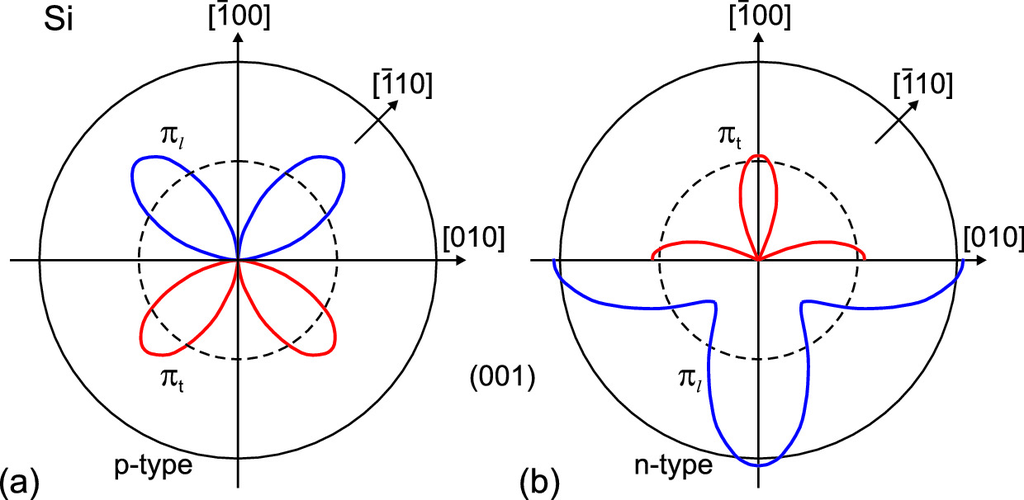 Si
[1̄00]
[1̄10]
πl
[010]
πt
p-type
(a)
[1̄00]
[1̄10]
πt
[010]
(001)
πl
n-type
(b)